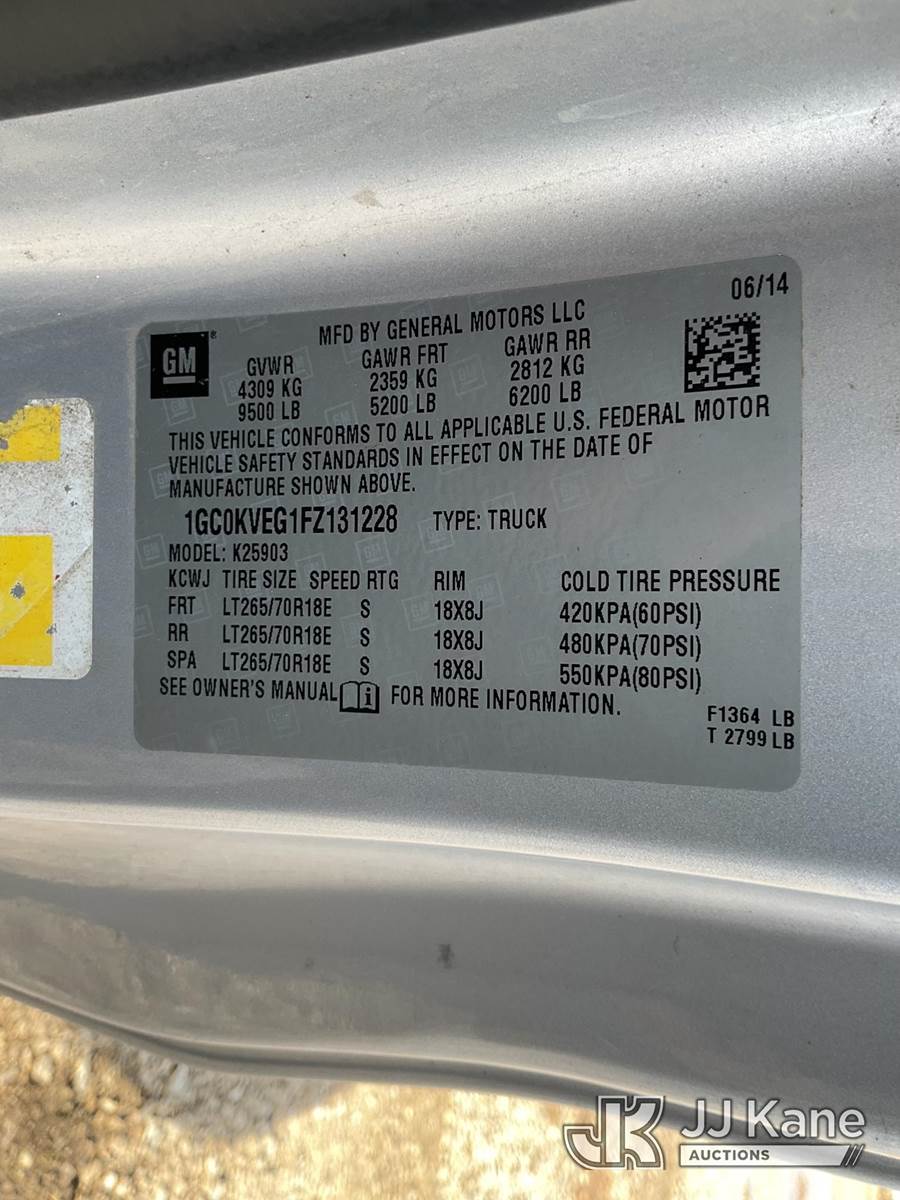 06/14
GM®
MFD BY GENERAL MOTORS LLC
GVWR GAWR FRT GAWR RR
4309 KG 2359 KG 2812 KG
9500 LB 5200 LB 6200 LB
THIS VEHICLE CONFORMS TO ALL APPLICABLE U.S. FEDERAL MOTOR
VEHICLE SAFETY STANDARDS IN EFFECT ON THE DATE OF
MANUFACTURE SHOWN ABOVE.
1GC0KVEG1FZ131228 TYPE: TRUCK
MODEL: K25903
KCWJ TIRE SIZE SPEED RTG RIM COLD TIRE PRESSURE
FRT LT265/70R18E S 18X8J 420KPA(60PSI)
RR LT265/70R18E S 18X8J 480KPA(70PSI)
SPA LT265/70R18E S 18X8J 550KPA(80PSI)
SEE OWNER'S MANUAL i FOR MORE INFORMATION.
F1364 LB
T 2799 LB
JK JJ Kane
AUCTIONS